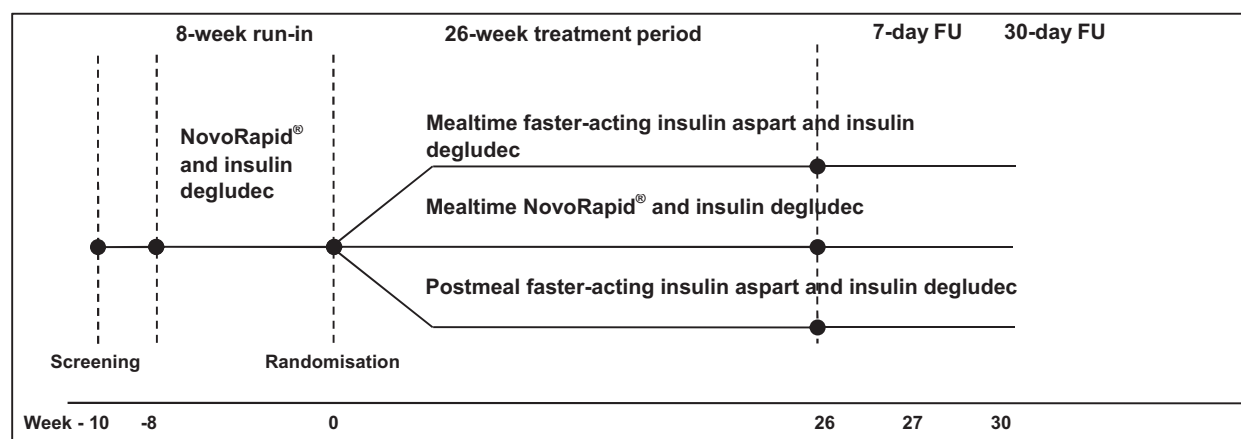 8-week run-in 26-week treatment period 7-day FU 30-day FU
NovoRapid®
and insulin
degludec
Mealtime faster-acting insulin aspart and insulin
degludec
Mealtime NovoRapid® and insulin degludec
Postmeal faster-acting insulin aspart and insulin degludec
Screening Randomisation
Week - 10 -8 0 26 27 30